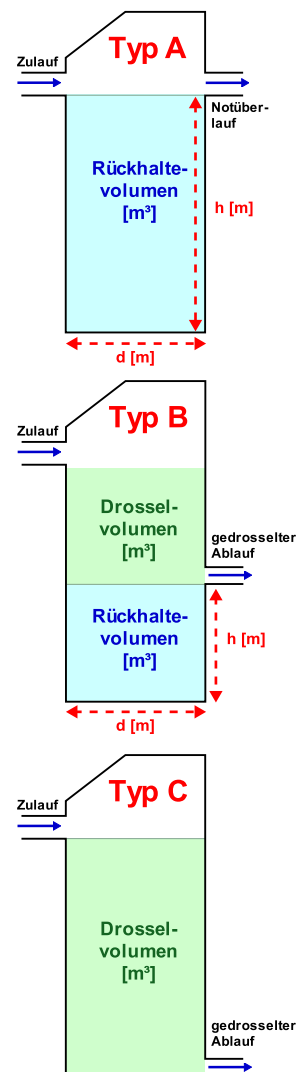 Typ A
Zulauf
Notüber-
lauf
Rückhalte-
volumen
[m³]
h [m]
d [m]
Typ B
Zulauf
Drossel-
volumen
[m³]
gedrosselter
Ablauf
Rückhalte-
volumen
[m³]
h [m]
d [m]
Typ C
Zulauf
Drossel-
volumen
[m³]
gedrosselter
Ablauf